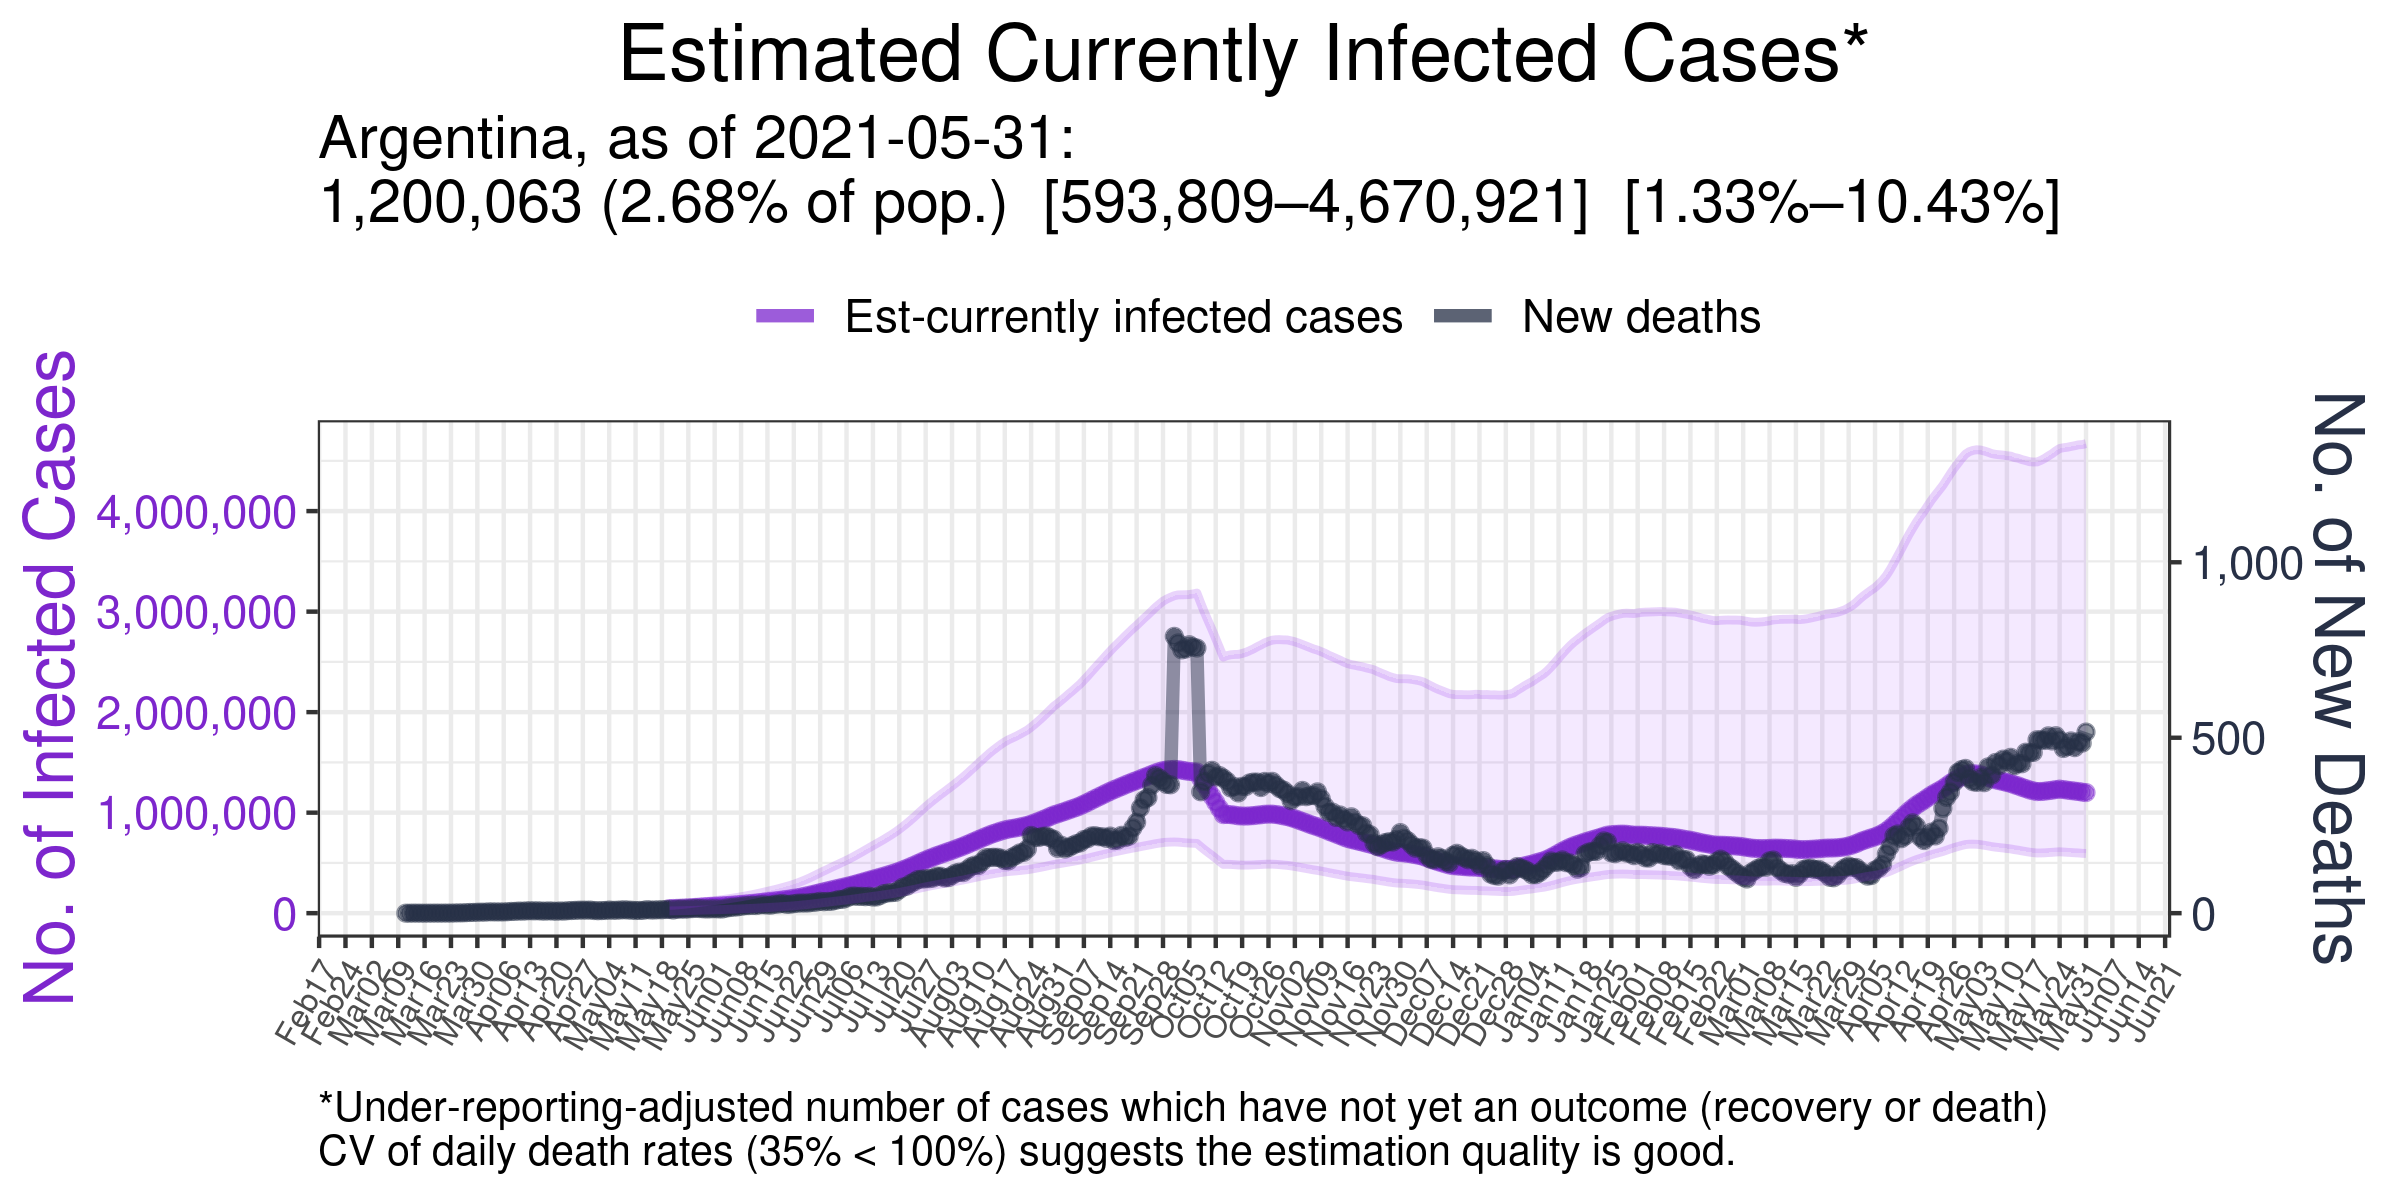 Estimated Currently Infected Cases*
Argentina, as of 2021-05-31:
1,200,063 (2.68% of pop.) [593,809–4,670,921] [1.33%–10.43%]
Est-currently infected cases New deaths
No. of Infected Cases
4,000,000
3,000,000
2,000,000
1,000,000
0
1,000
500
0
No. of New Deaths
Feb17 Feb24 Mar02 Mar09 Mar16 Mar23 Mar30 Apr06 Apr13 Apr20 Apr27 May04 May11 May18 May25 Jun01 Jun08 Jun15 Jun22 Jun29 Jul06 Jul13 Jul20 Jul27 Aug03 Aug10 Aug17 Aug24 Aug31 Sep07 Sep14 Sep21 Sep28 Oct05 Oct12 Oct19 Oct26 Nov02 Nov09 Nov16 Nov23 Nov30 Dec07 Dec14 Dec21 Dec28 Jan04 Jan11 Jan18 Jan25 Feb01 Feb08 Feb15 Feb22 Mar01 Mar08 Mar15 Mar22 Mar29 Apr05 Apr12 Apr19 Apr26 May03 May10 May17 May24 May31 Jun07 Jun14 Jun21
*Under-reporting-adjusted number of cases which have not yet an outcome (recovery or death)
CV of daily death rates (35% < 100%) suggests the estimation quality is good.